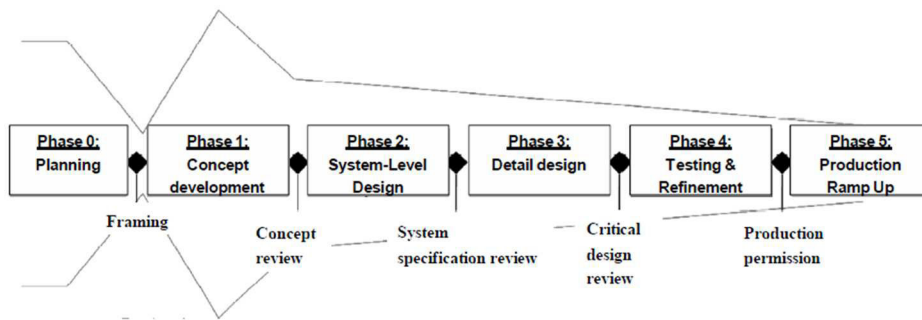 Phase 0:
Planning
Phase 1:
Concept
development
Phase 2:
System-Level
Design
Phase 3:
Detail design
Phase 4:
Testing &
Refinement
Phase 5:
Production
Ramp Up
Framing
Concept
review
System
specification review
Critical
design
review
Production
permission